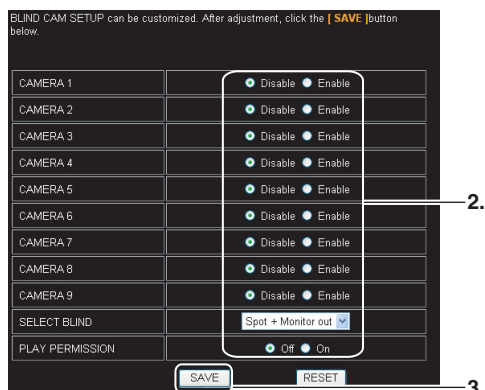 BLIND CAM SETUP can be customized. After adjustment, click the [ SAVE ]button
below.
CAMERA 1 Disable Enable
CAMERA 2 Disable Enable
CAMERA 3 Disable Enable
CAMERA 4 Disable Enable
CAMERA 5 Disable Enable
2.
CAMERA 6 Disable Enable
CAMERA 7 Disable Enable
CAMERA 8 Disable Enable
CAMERA 9 Disable Enable
SELECT BLIND Spot + Monitor out
PLAY PERMISSION Off On
SAVE RESET
3.